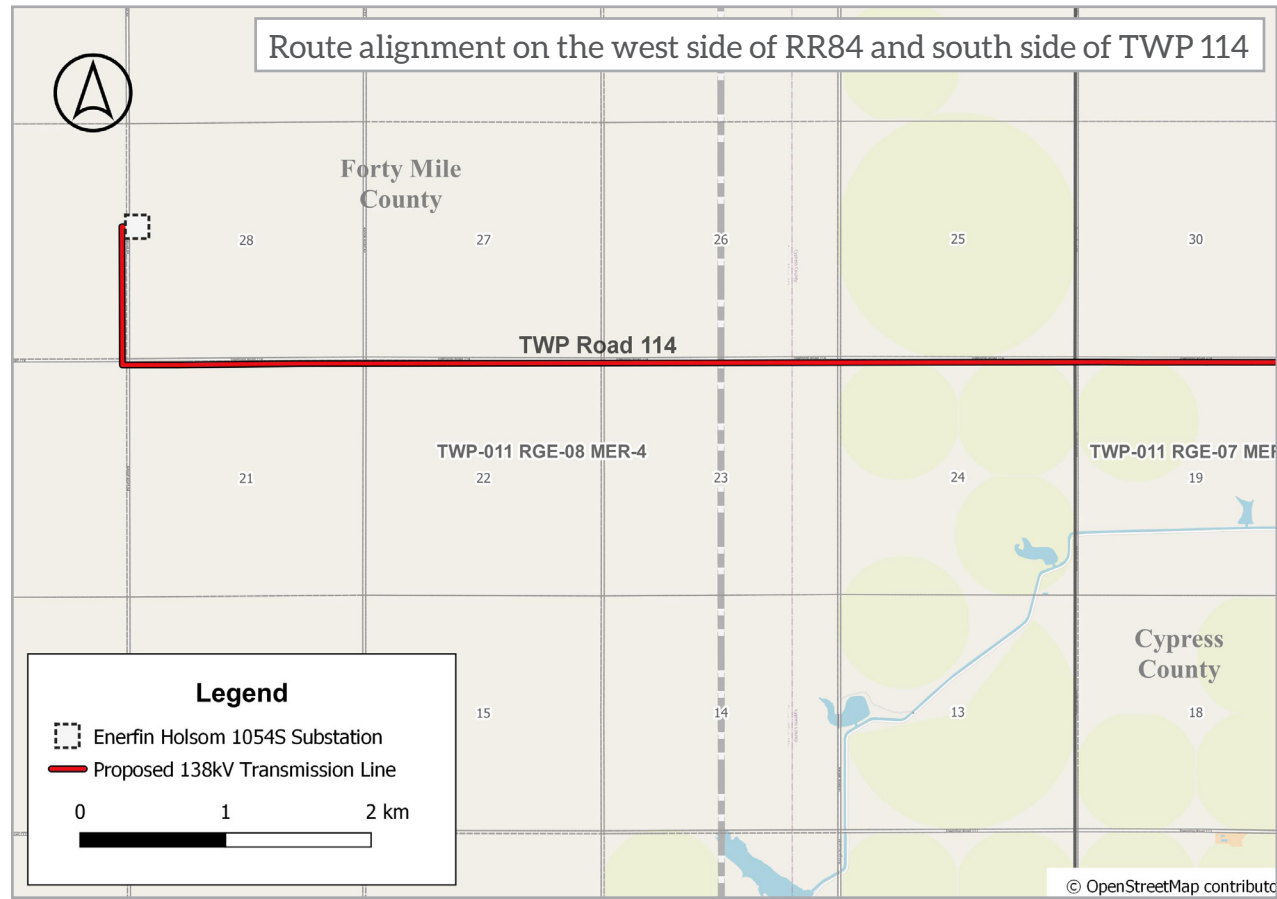 Route alignment on the west side of RR84 and south side of TWP 114
Forty Mile
County
28
27
26
25
30
TWP Road 114
TWP-011 RGE-08 MER-4
TWP-011 RGE-07 MER
21
22
23
24
19
Cypress
County
15
14
13
18
Legend
Enerfin Holsom 1054S Substation
Proposed 138kV Transmission Line
0 1 2 km
© OpenStreetMap contributo